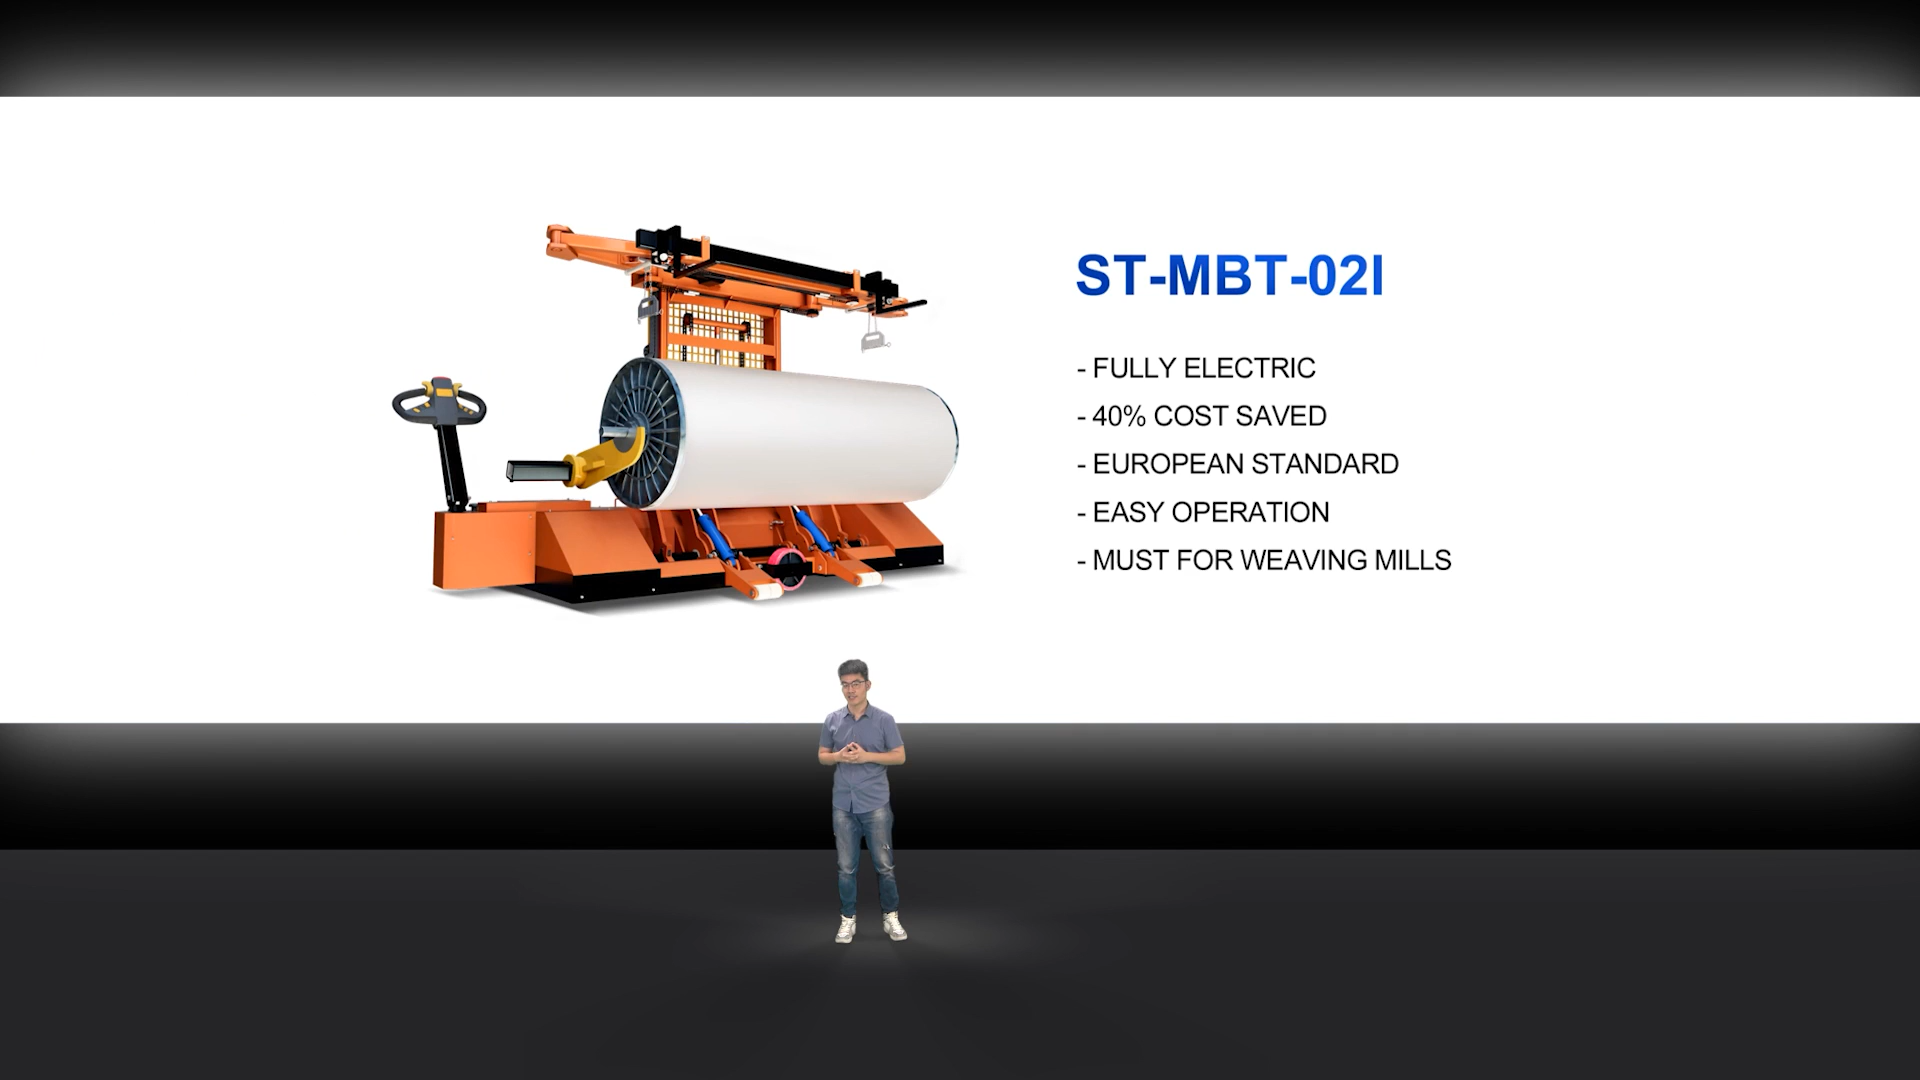 ST-MBT-02I
- FULLY ELECTRIC
- 40% COST SAVED
- EUROPEAN STANDARD
- EASY OPERATION
- MUST FOR WEAVING MILLS